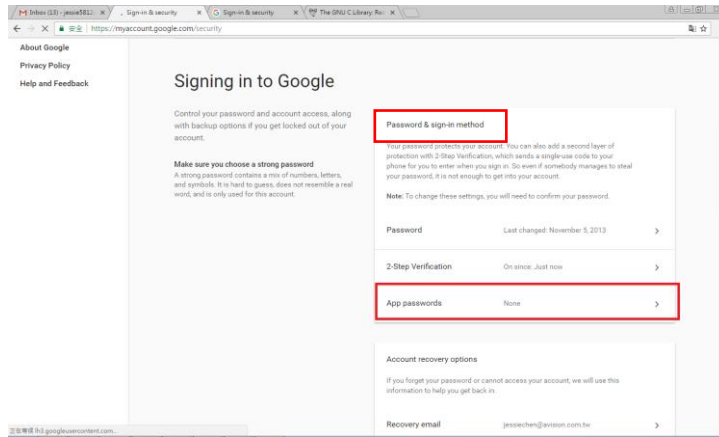 Inbox (13) - jessie581
Sign-in & security
Sign-in & security
The GNU C Library: Ro
安全 https://myaccount.google.com/security
About Google
Privacy Policy
Help and Feedback
Signing in to Google
Control your password and account access, along
with backup options if you get locked out of your
account.
Make sure you choose a strong password
A strong password contains a mix of numbers, letters,
and symbols. It is hard to guess, does not resemble a real
word, and is only used for this account.
Password & sign-in method
Your password protects your account. You can also add a second layer of
protection with 2-Step Verification, which sends a single-use code to your
phone for you to enter when you sign in. So even if somebody manages to steal
your password, it is not enough to get into your account.
Note: To change these settings, you will need to confirm your password.
Password Last changed: November 5, 2013
2-Step Verification On since: Just now
App passwords None
Account recovery options
If you forget your password or cannot access your account, we will use this
information to help you get back in
Recovery email jessiechen@avision.com.tw
lh3.googleusercontent.com...